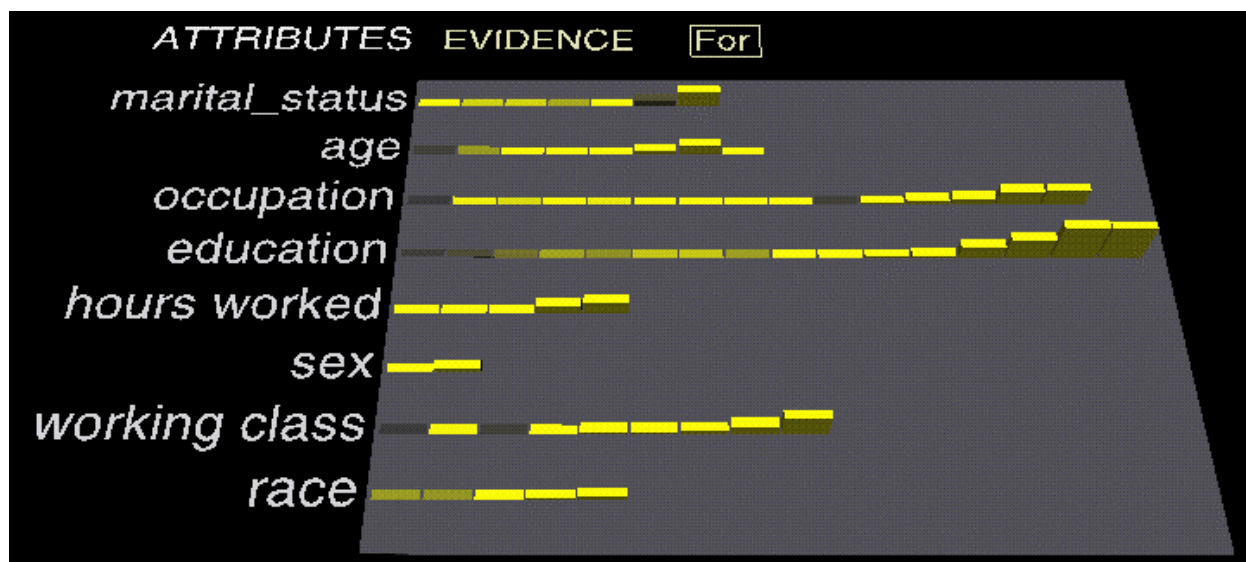 ATTRIBUTES EVIDENCE For
marital_status
age
occupation
education
hours worked
sex
working class
race